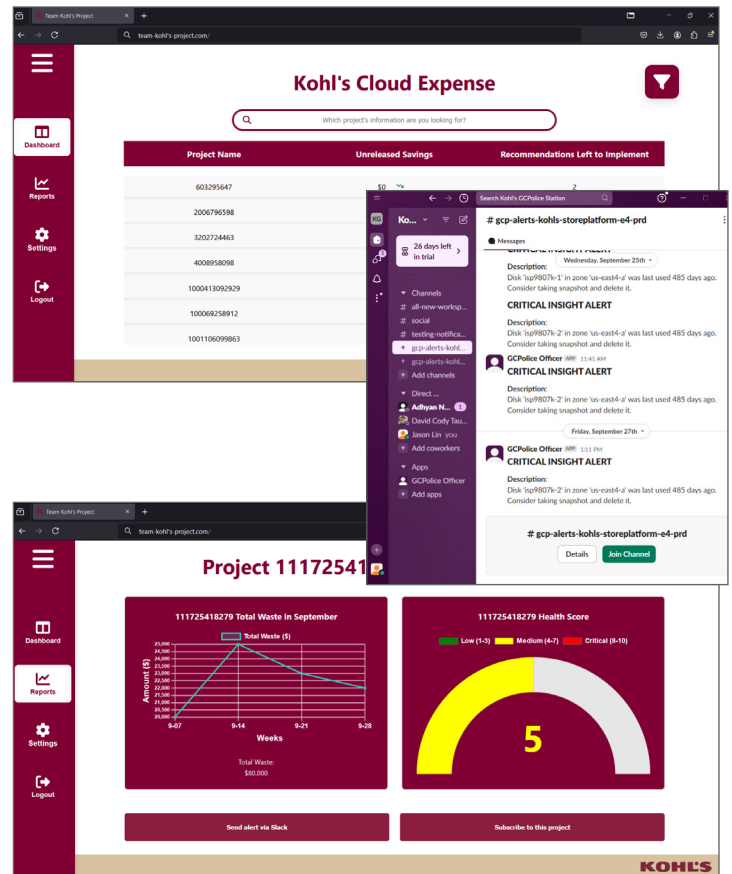 Team Kohl's Project × +
team-kohl's-project.com/
Kohl's Cloud Expense
Which project's information are you looking for?
Dashboard
Reports
Settings
Logout
Project Name Unreleased Savings Recommendations Left to Implement
603295647 $0 2
2006796598
3202724463
4008958098
1000413092929
100069258912
1001106099863
Search Kohl's GCPolice Station
KG
Ko...
26 days left
in trial
Channels
# all-new-worksp...
# social
# testing-notifica...
+ gcp-alerts-kohl...
+ gcp-alerts-kohl...
+ Add channels
Direct ...
Adhyan N... 1
David Cody Tau...
Jason Lin you
+ Add coworkers
Apps
GCPolice Officer
+ Add apps
# gcp-alerts-kohls-storeplatform-e4-prd
Messages
CRITICAL INSIGHT ALERT
Wednesday, September 25th
Description:
Disk 'isp9807k-1' in zone 'us-east4-a' was last used 485 days ago.
Consider taking snapshot and delete it.
CRITICAL INSIGHT ALERT
Description:
Disk 'isp9807k-2' in zone 'us-east4-a' was last used 485 days ago.
Consider taking snapshot and delete it.
GCPolice Officer APP 11:41 AM
CRITICAL INSIGHT ALERT
Description:
Disk 'isp9807k-2' in zone 'us-east4-a' was last used 485 days ago.
Consider taking snapshot and delete it.
Friday, September 27th
GCPolice Officer APP 1:11 PM
CRITICAL INSIGHT ALERT
Description:
Disk 'isp9807k-2' in zone 'us-east4-a' was last used 485 days ago.
Consider taking snapshot and delete it.
# gcp-alerts-kohls-storeplatform-e4-prd
Details Join Channel
Team Kohl's Project × +
team-kohl's-project.com/
Dashboard
Reports
Settings
Logout
Project 11172541
111725418279 Total Waste in September
Total Waste ($)
Amount ($)
25,000
24,500
24,000
23,500
23,000
22,500
22,000
21,500
21,000
20,500
20,000
9-07 9-14 9-21 9-28
Weeks
Total Waste:
$80,000
111725418279 Health Score
Low (1-3) Medium (4-7) Critical (8-10)
5
Send alert via Slack
Subscribe to this project
KOHL'S